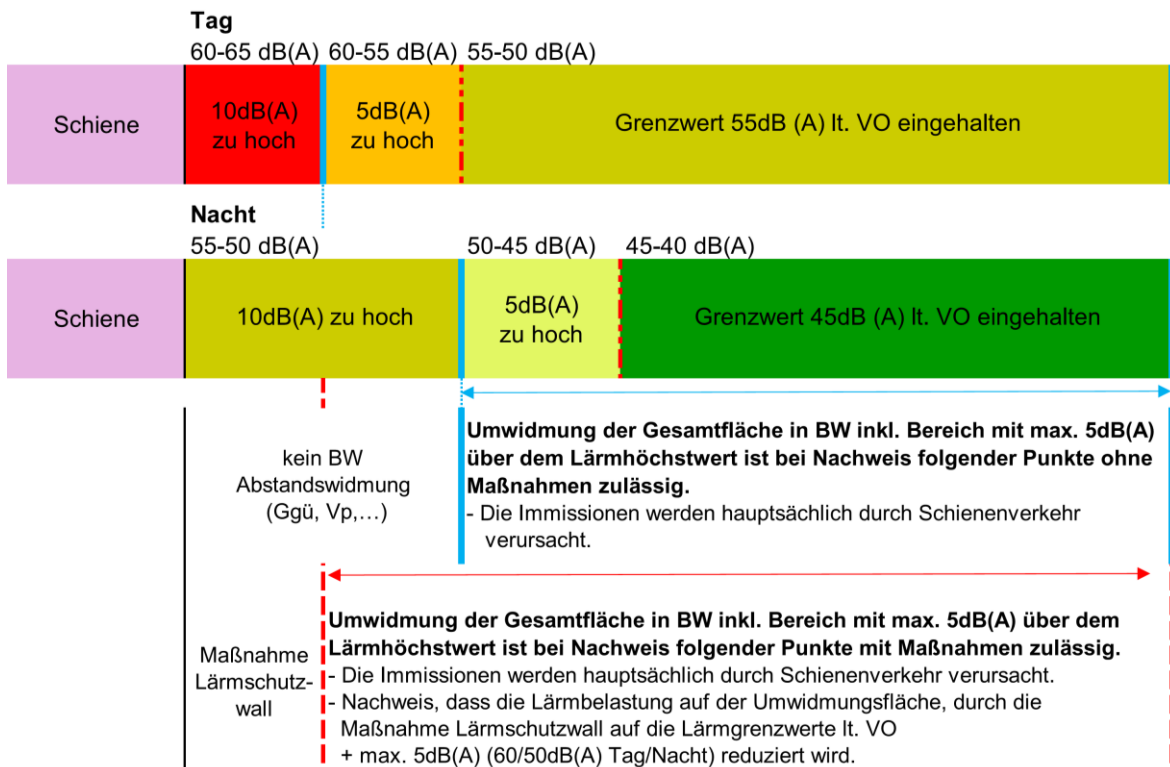 Tag
60-65 dB(A) 60-55 dB(A) 55-50 dB(A)
Schiene
10dB(A)
zu hoch
5dB(A)
zu hoch
Grenzwert 55dB (A) lt. VO eingehalten
Nacht
55-50 dB(A)
50-45 dB(A)
45-40 dB(A)
Schiene
10dB(A) zu hoch
5dB(A)
zu hoch
Grenzwert 45dB (A) lt. VO eingehalten
kein BW
Abstandswidmung
(Ggü, Vp,…)
Umwidmung der Gesamtfläche in BW inkl. Bereich mit max. 5dB(A)
über dem Lärmhöchstwert ist bei Nachweis folgender Punkte ohne
Maßnahmen zulässig.
- Die Immissionen werden hauptsächlich durch Schienenverkehr
verursacht.
Maßnahme
Lärmschutz-
wall
Umwidmung der Gesamtfläche in BW inkl. Bereich mit max. 5dB(A) über dem
Lärmhöchstwert ist bei Nachweis folgender Punkte mit Maßnahmen zulässig.
- Die Immissionen werden hauptsächlich durch Schienenverkehr verursacht.
- Nachweis, dass die Lärmbelastung auf der Umwidmungsfläche, durch die
Maßnahme Lärmschutzwall auf die Lärmgrenzwerte lt. VO
+ max. 5dB(A) (60/50dB(A) Tag/Nacht) reduziert wird.